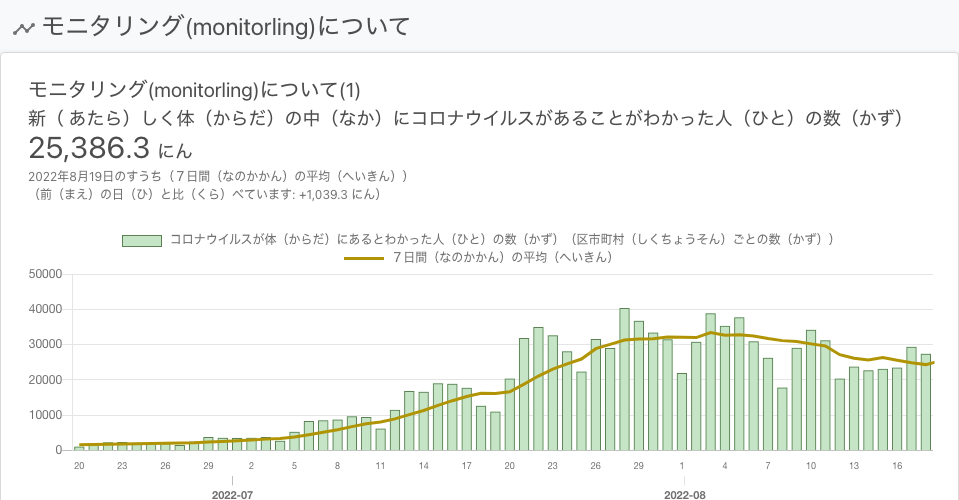 モニタリング(monitorling)について
モニタリング(monitorling)について(1)
新（ あたら）しく体（からだ）の中（なか）にコロナウイルスがあることがわかった人（ひと）の数（かず）
25,386.3 にん
2022年8月19日のすうち（７日間（なのかかん）の平均（へいきん））
（前（まえ）の日（ひ）と比（くら）べています: +1,039.3 にん）
コロナウイルスが体（からだ）にあるとわかった人（ひと）の数（かず）（区市町村（しくちょうそん）ごとの数（かず））
７日間（なのかかん）の平均（へいきん）
50000
40000
30000
20000
10000
0
20 23 26 29 2 5 8 11 14 17 20 23 26 29 1 4 7 10 13 16
2022-07 2022-08